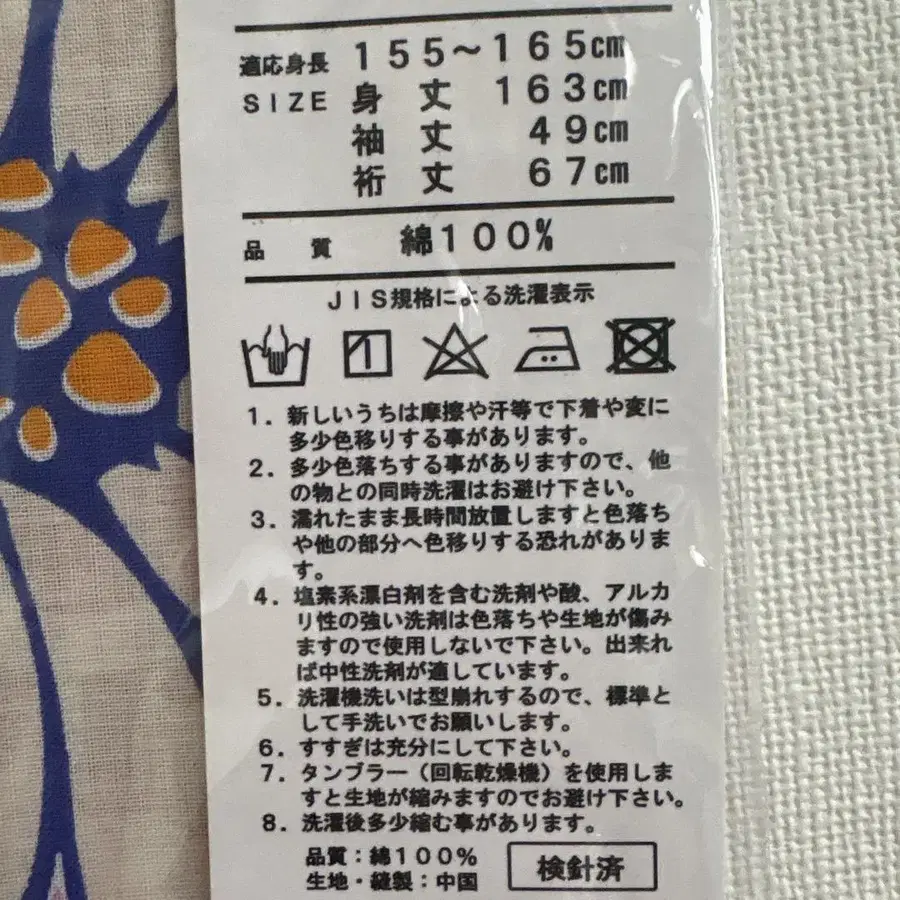 適応身長 155～165㎝
SIZE 身丈 163㎝
袖丈 49㎝
裄丈 67㎝
品質 綿100%
JIS規格による洗濯表示
1. 新しいうちは摩擦や汗等で下着や変に
多少色移りする事があります。
2. 多少色落ちする事がありますので、他
の物との同時洗濯はお避け下さい。
3. 濡れたまま長時間放置しますと色落ち
や他の部分へ色移りする恐れがありま
す。
4. 塩素系漂白剤を含む洗剤や酸、アルカ
リ性の強い洗剤は色落ちや生地が傷み
ますので使用しないで下さい。出来れ
ば中性洗剤が適しています。
5. 洗濯機洗いは型崩れするので、標準と
して手洗いでお願いします。
6. すすぎは充分にして下さい。
7. タンブラー(回転乾燥機)を使用しま
すと生地が縮みますのでお避け下さい。
8. 洗濯後多少縮む事があります。
品質：綿100%
生地・縫製：中国
検針済